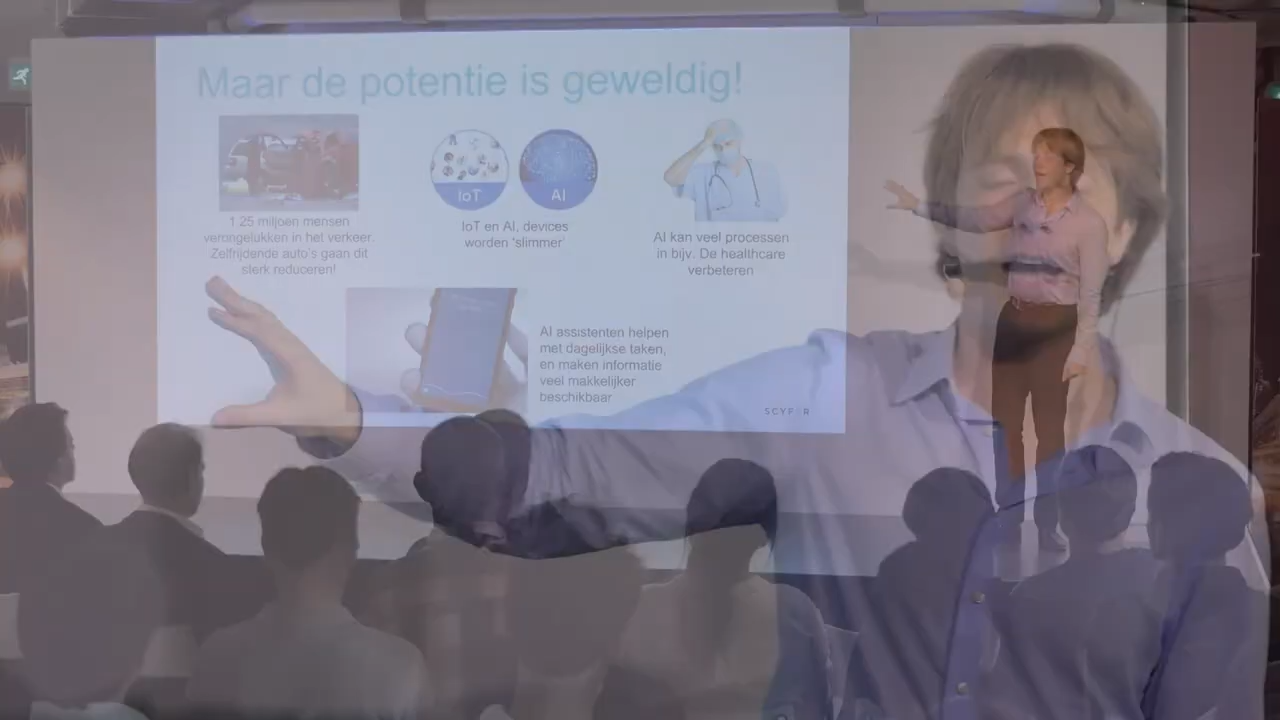 Maar de potentie is geweldig!
1.25 miljoen mensen
verongelukken in het verkeer.
Zelfrijdende auto's gaan dit
sterk reduceren!
IoT
AI
IoT en AI, devices
worden 'slimmer'
AI kan veel processen
in bijv. De healthcare
verbeteren
AI assistenten helpen
met dagelijkse taken,
en maken informatie
veel makkelijker
beschikbaar
SCYFER